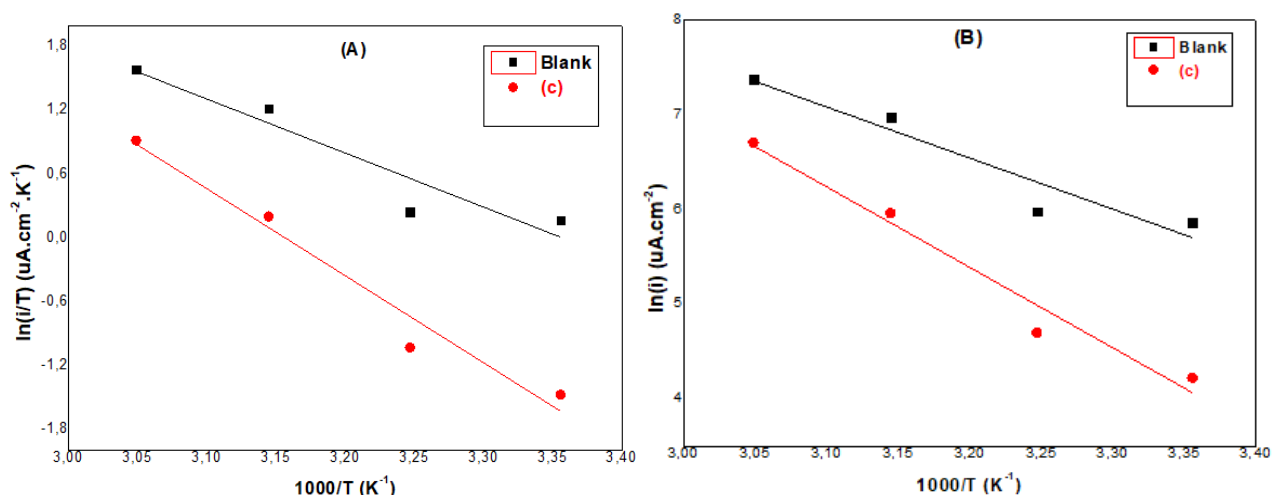 (A)
Blank
(c)
1,8
1,2
0,6
0,0
-0,6
-1,2
-1,8
ln(i/T) (uA.cm-2.K-1)
3,00 3,05 3,10 3,15 3,20 3,25 3,30 3,35 3,40
1000/T (K-1)
(B)
Blank
(c)
8
7
6
5
4
3
ln(i) (uA.cm-2)
3,00 3,05 3,10 3,15 3,20 3,25 3,30 3,35 3,40
1000/T (K-1)